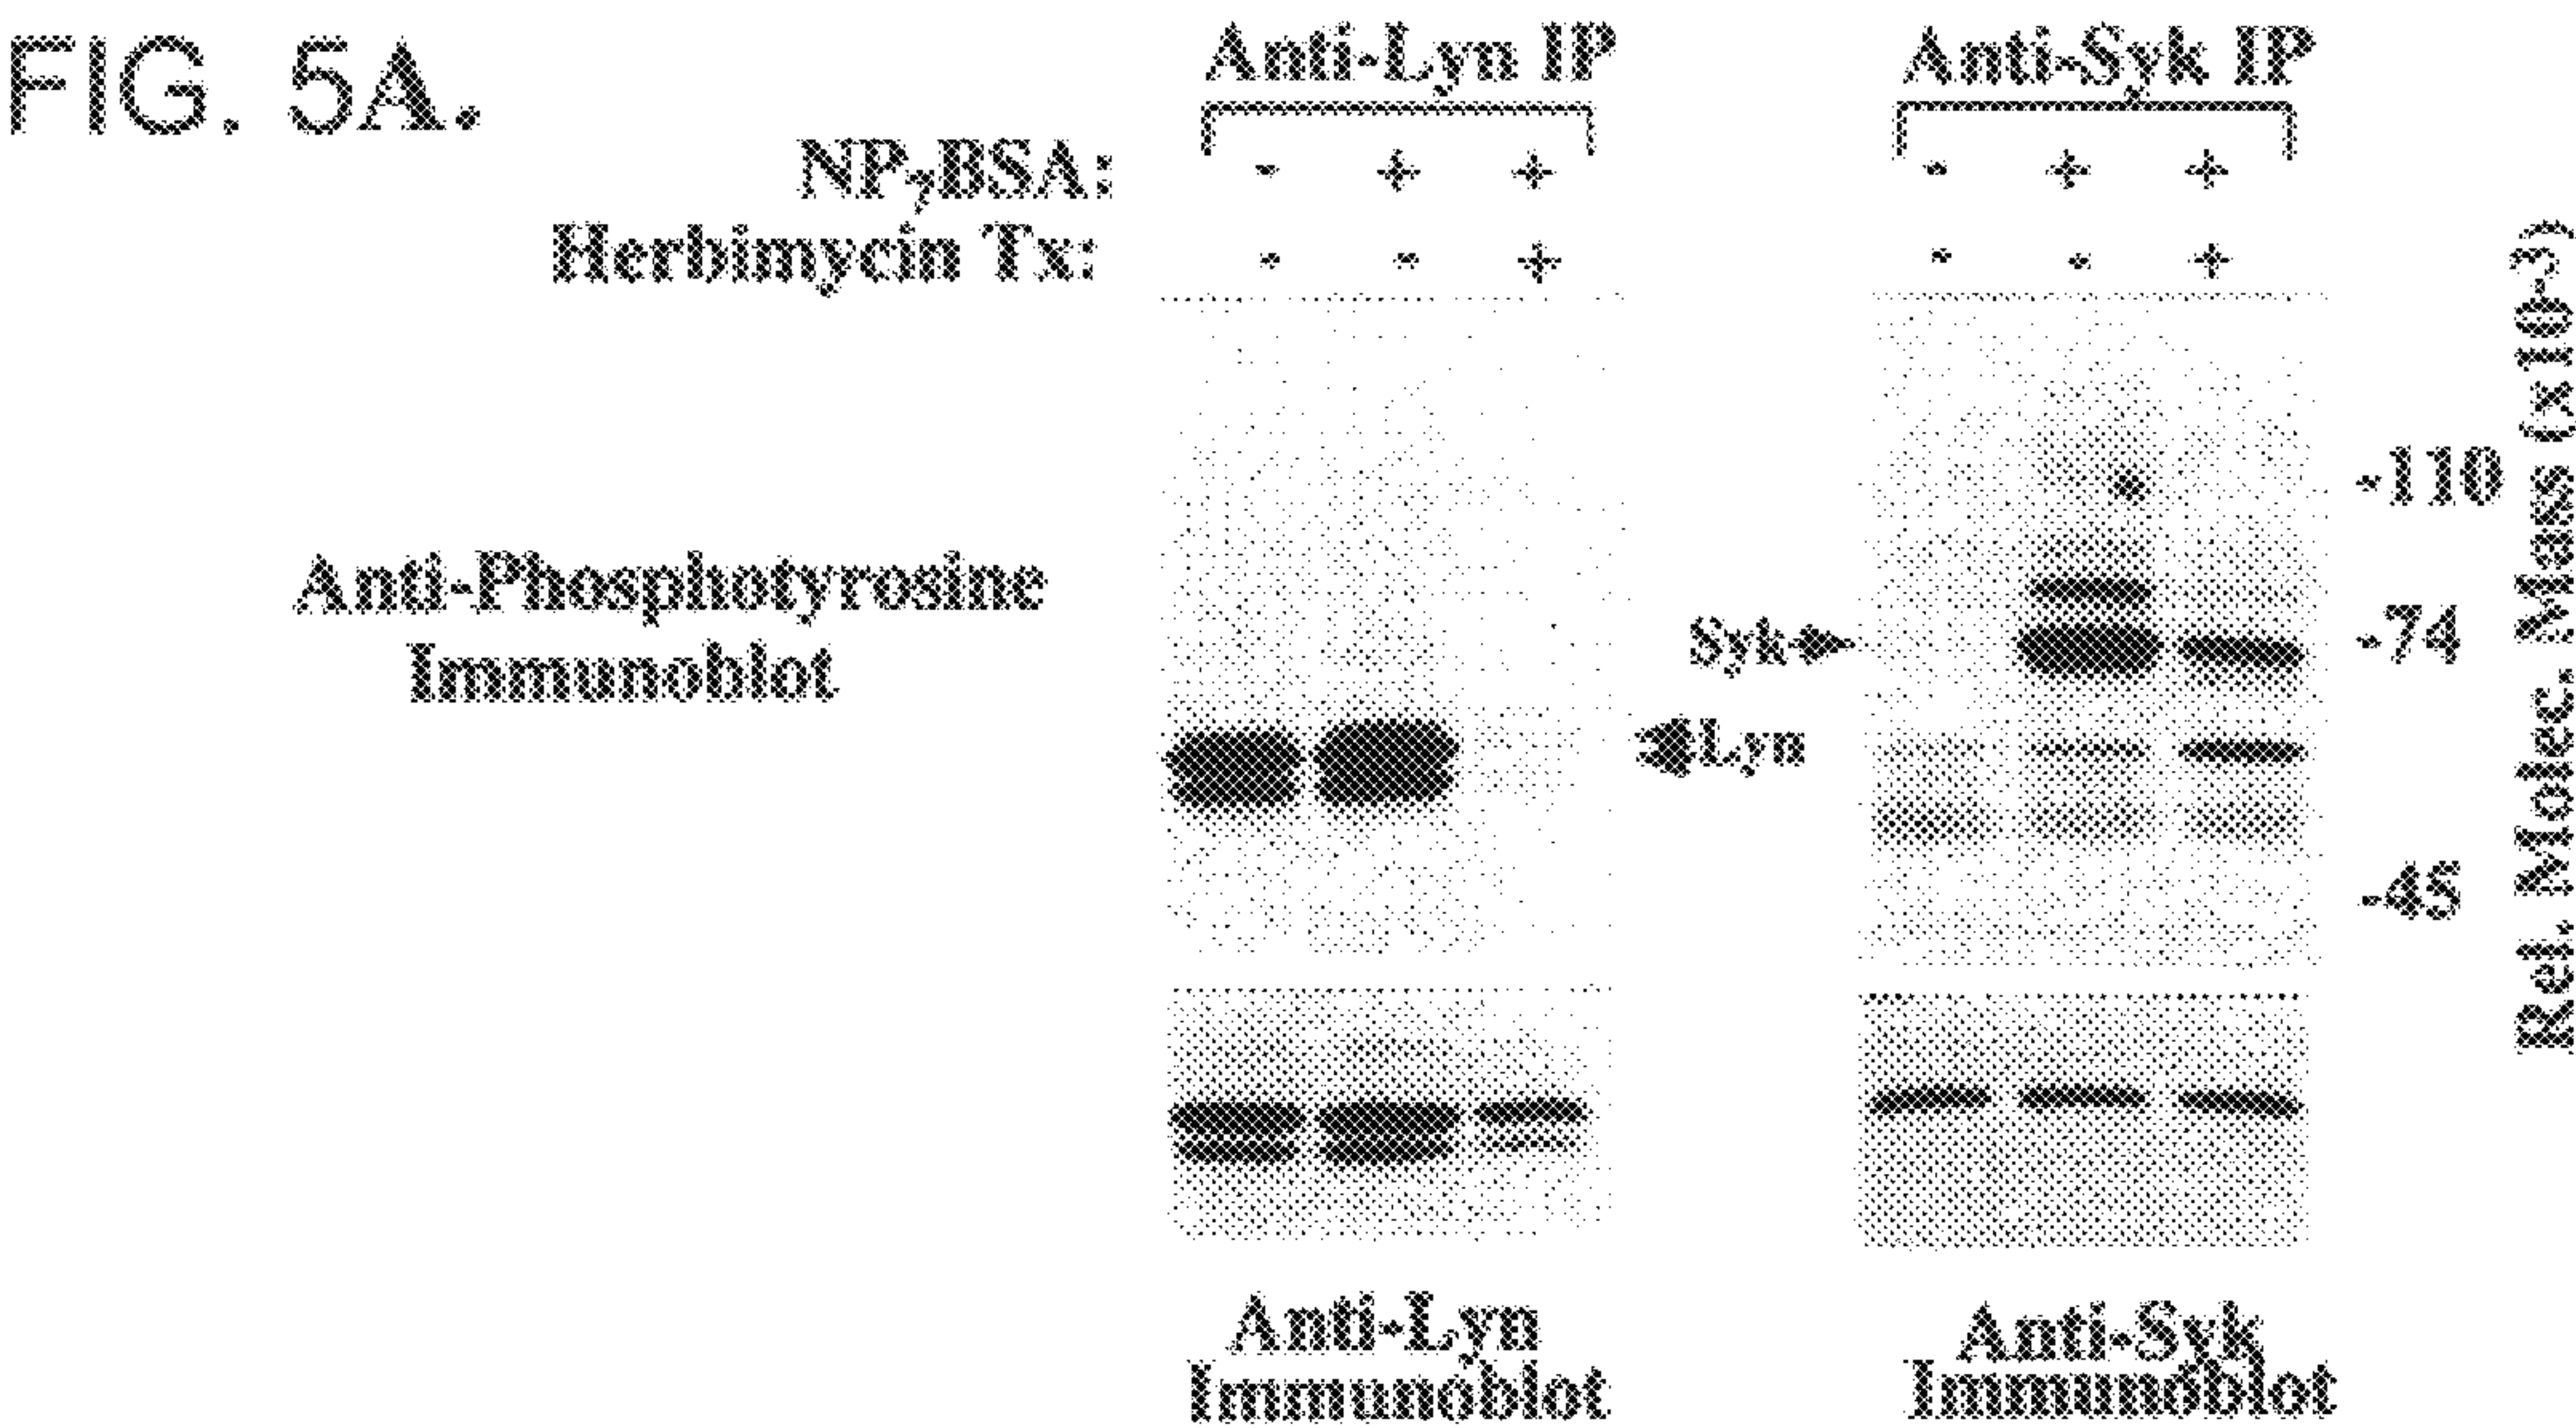 FIG. 5A.
Anti-Lyn IP
Anti-Syk IP
NP7BSA: - + + - + +
Herbimycin Tx: - - + - - +
Anti-Phosphotyrosine
Immunoblot
Syk
Lyn
-110
-74
-45
Rel. Molec. Mass (x10-3)
Anti-Lyn
Immunoblot
Anti-Syk
Immunoblot